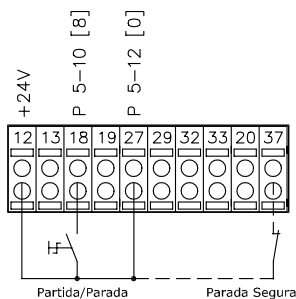 +24V
P 5-10 [8]
P 5-12 [0]
12 13 18 19 27 29 32 33 20 37
Partida/Parada
Parada Segura